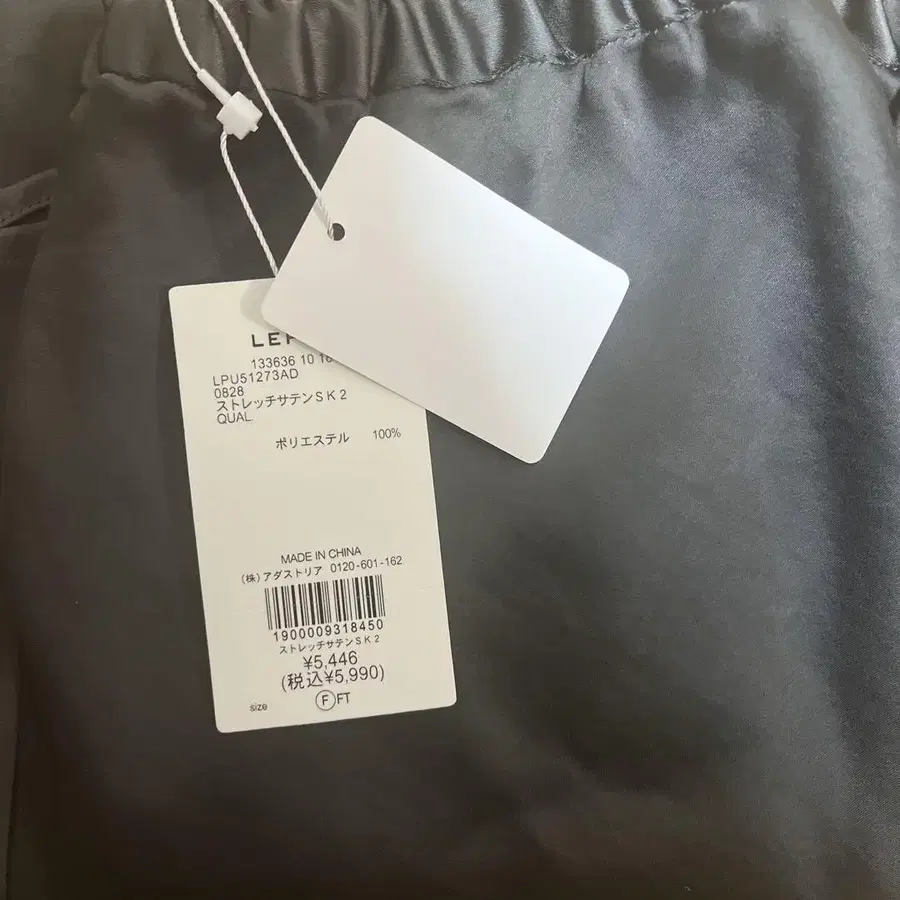 LEP
133636 10 16
LPU51273AD
0828
ストレッチサテンＳＫ２
QUAL.
ポリエステル 100%
MADE IN CHINA
(株)アダストリア 0120-601-162
1900009318450
ストレッチサテンＳＫ２
¥5,446
(税込¥5,990)
size Ⓕ FT